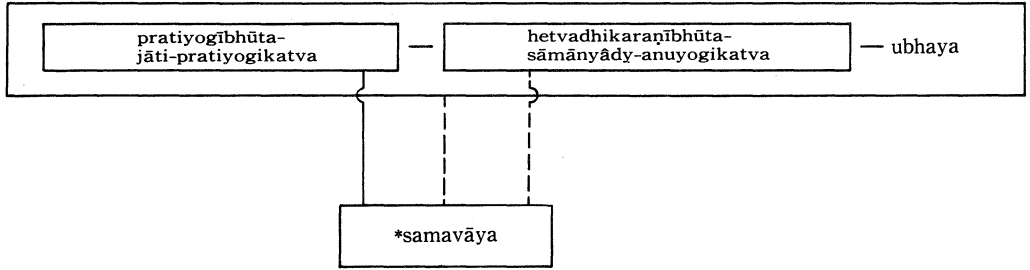 pratiyogībhūta-
jāti-pratiyogikatva
—
hetvadhikaraṇībhūta-
sāmānyâdy-anuyogikatva
— ubhaya
*samavāya